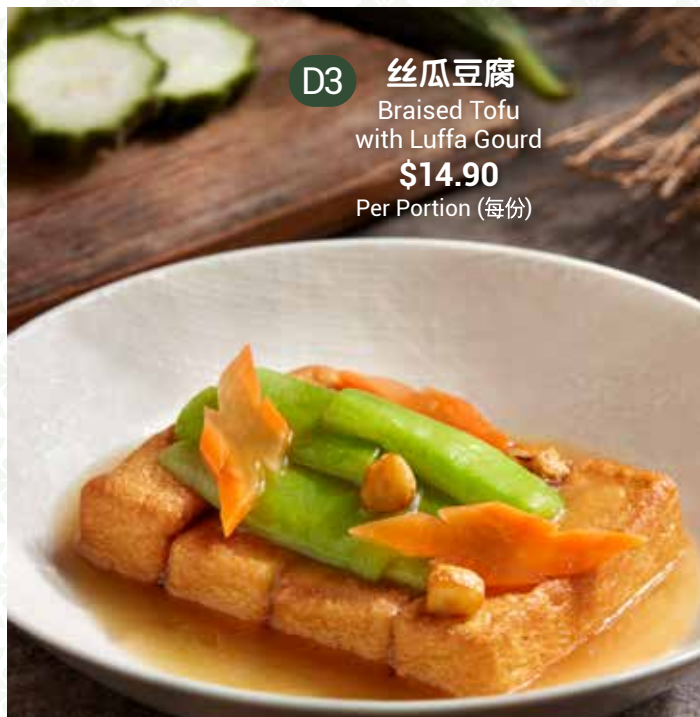 D3 丝瓜豆腐
Braised Tofu
with Luffa Gourd
$14.90
Per Portion (每份)